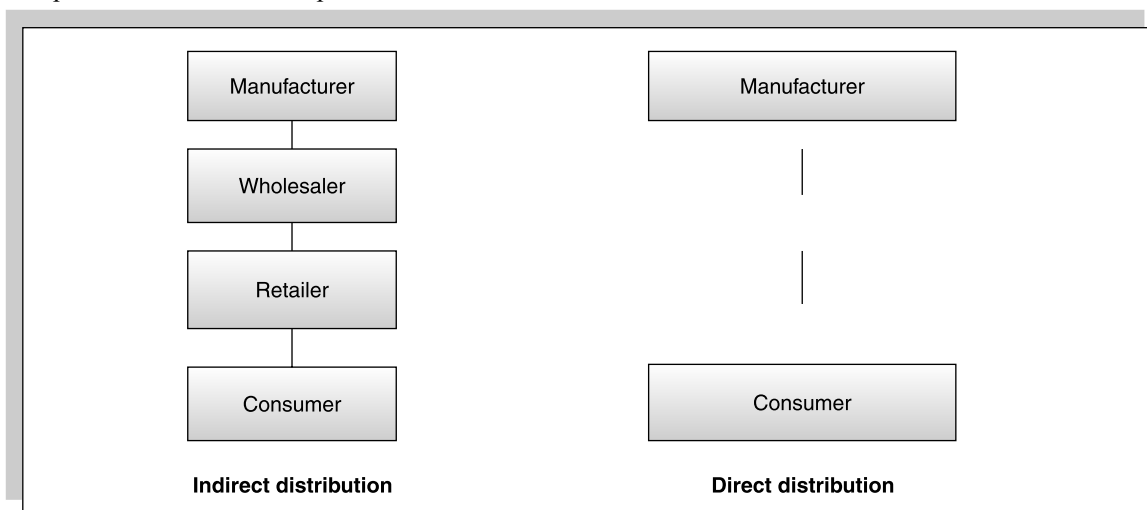 Manufacturer
Wholesaler
Retailer
Consumer
Indirect distribution
Manufacturer
Consumer
Direct distribution